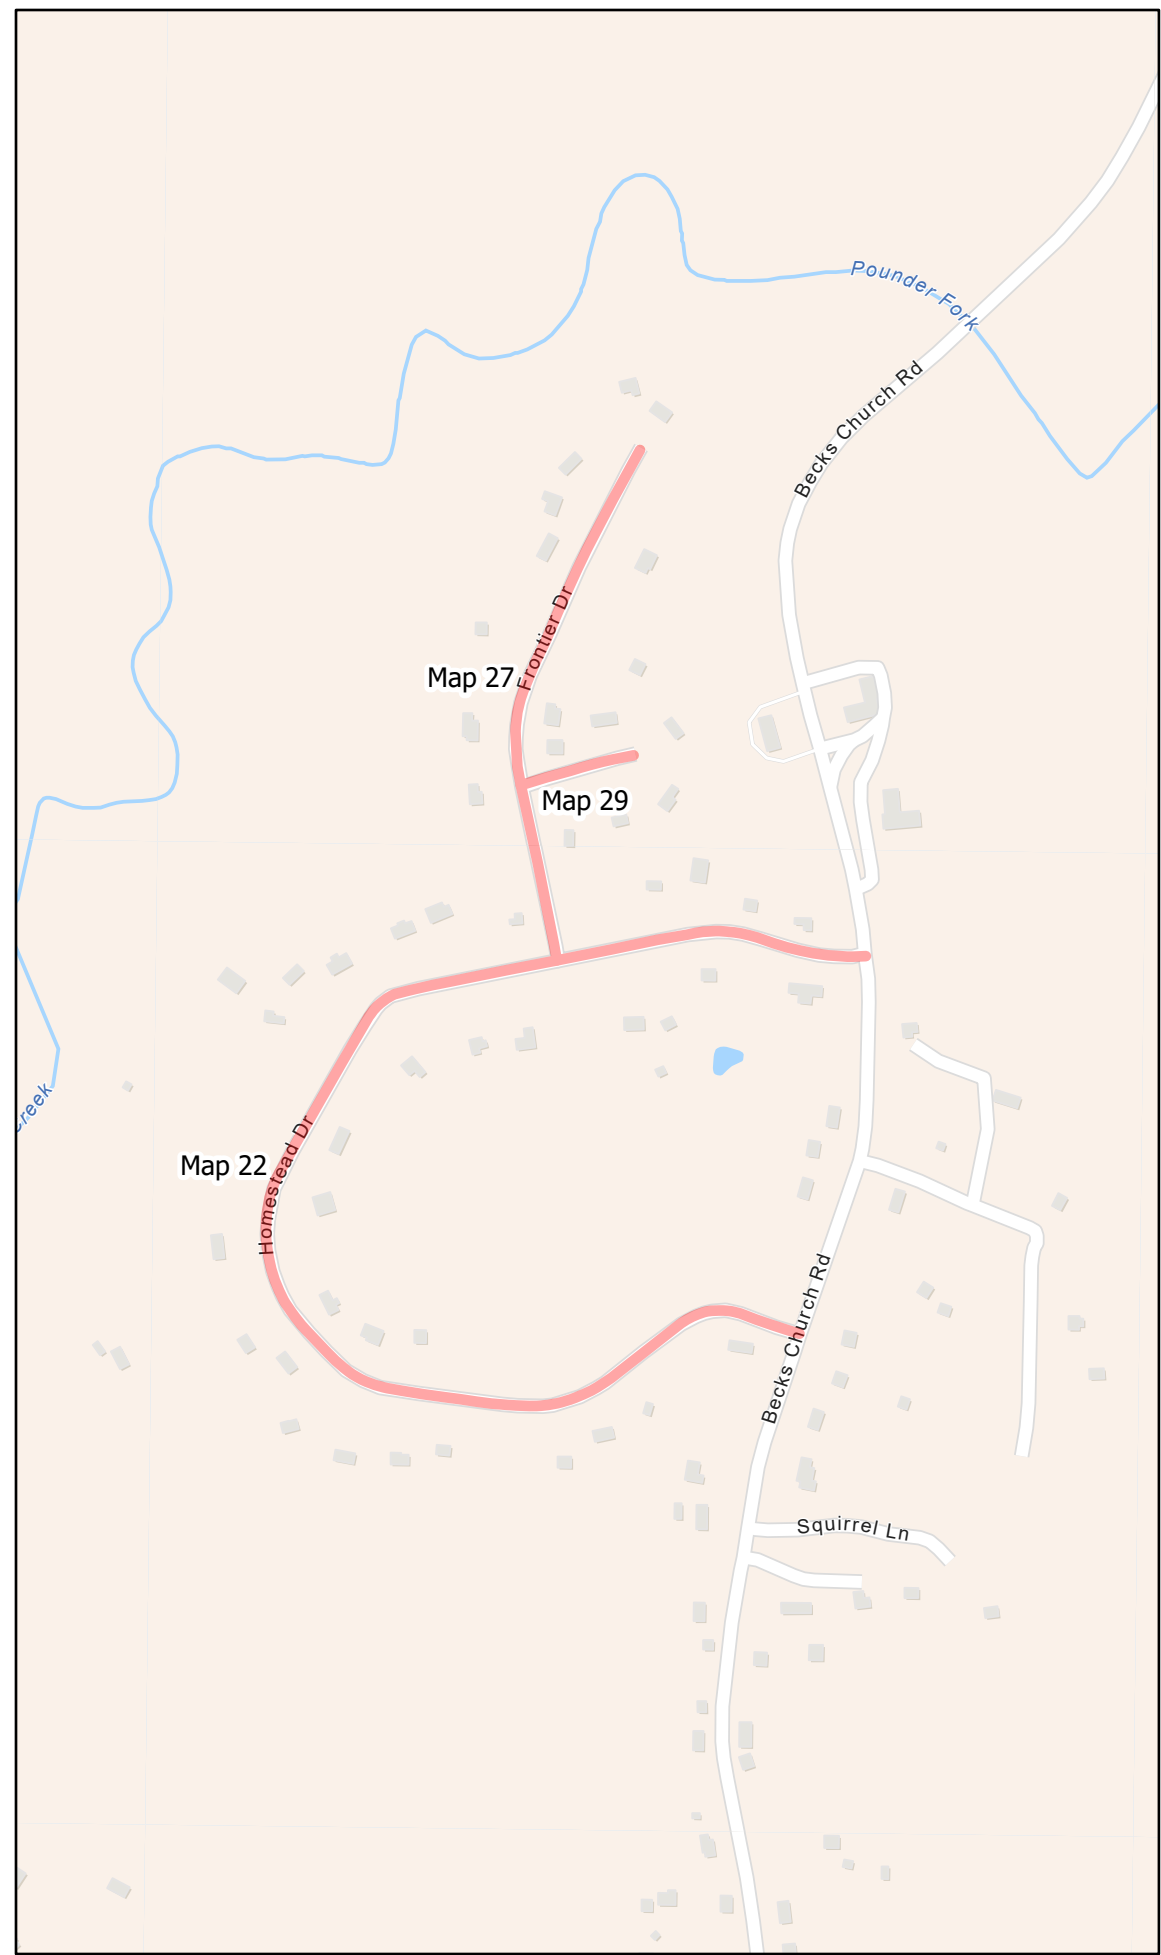 Pounder Fork
Becks Church Rd
Frontier Dr
Map 27
Map 29
Creek
Homestead Dr
Map 22
Becks Church Rd
Squirrel Ln